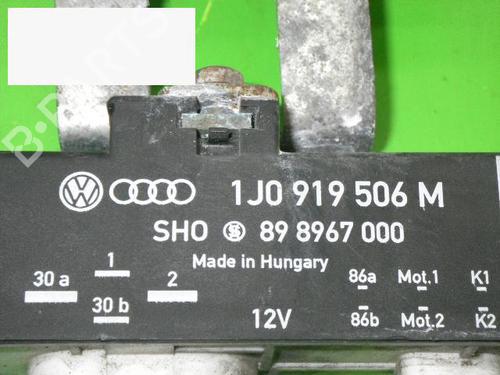 B-PARTS
1J0 919 506 M
SHO 89 8967 000
Made in Hungary
30 a 1 2 86a Mot.1 K1
30 b 12V 86b Mot.2 K2